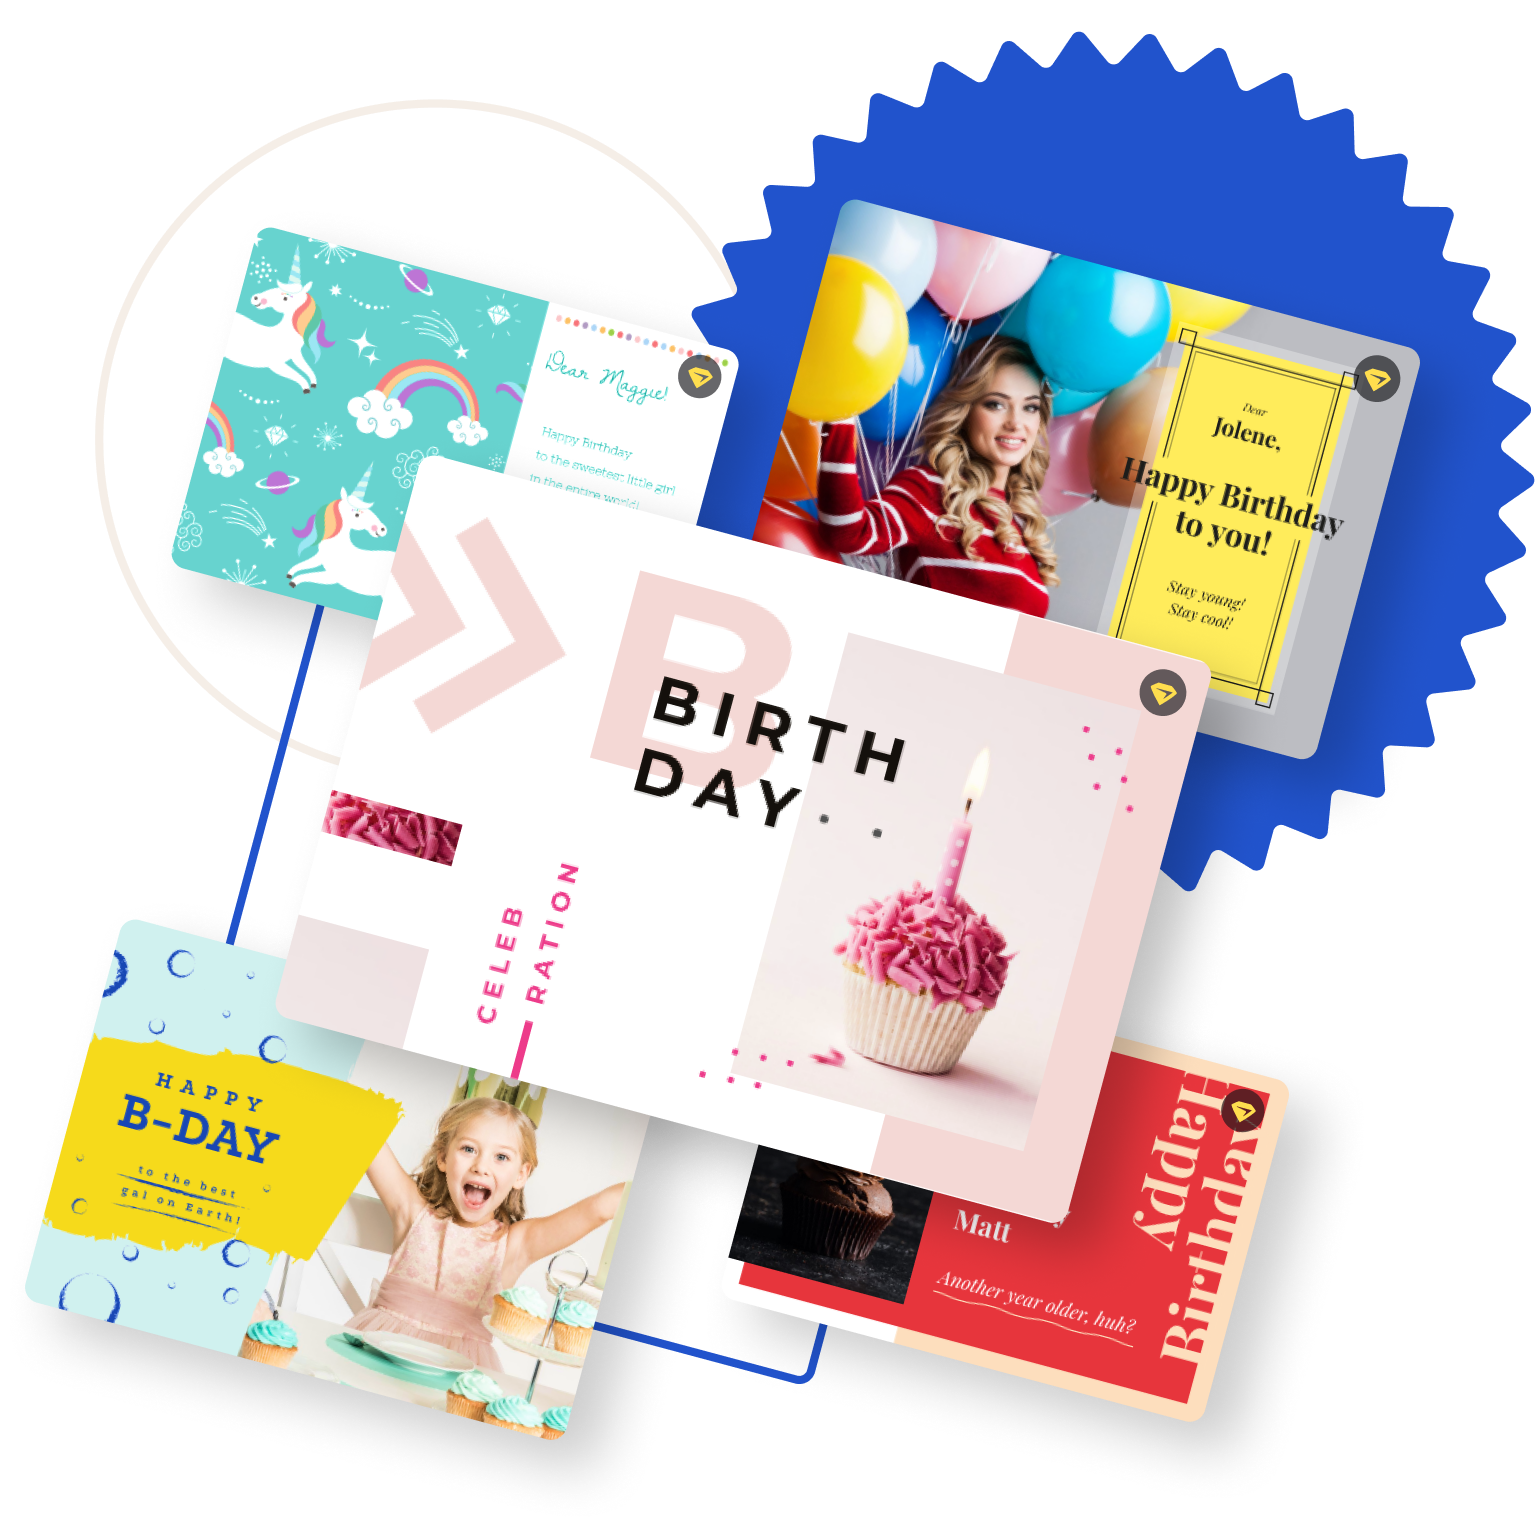 Dear Maggie!
Happy Birthday
to the sweetest little girl
in the entire world!
Dear
Jolene,
Happy Birthday
to you!
Stay young!
Stay cool!
B
BIRTH
DAY
CELEB
RATION
HAPPY
B-DAY
to the best
gal on Earth!
Matt
Another year older, huh?
Happy
Birthday